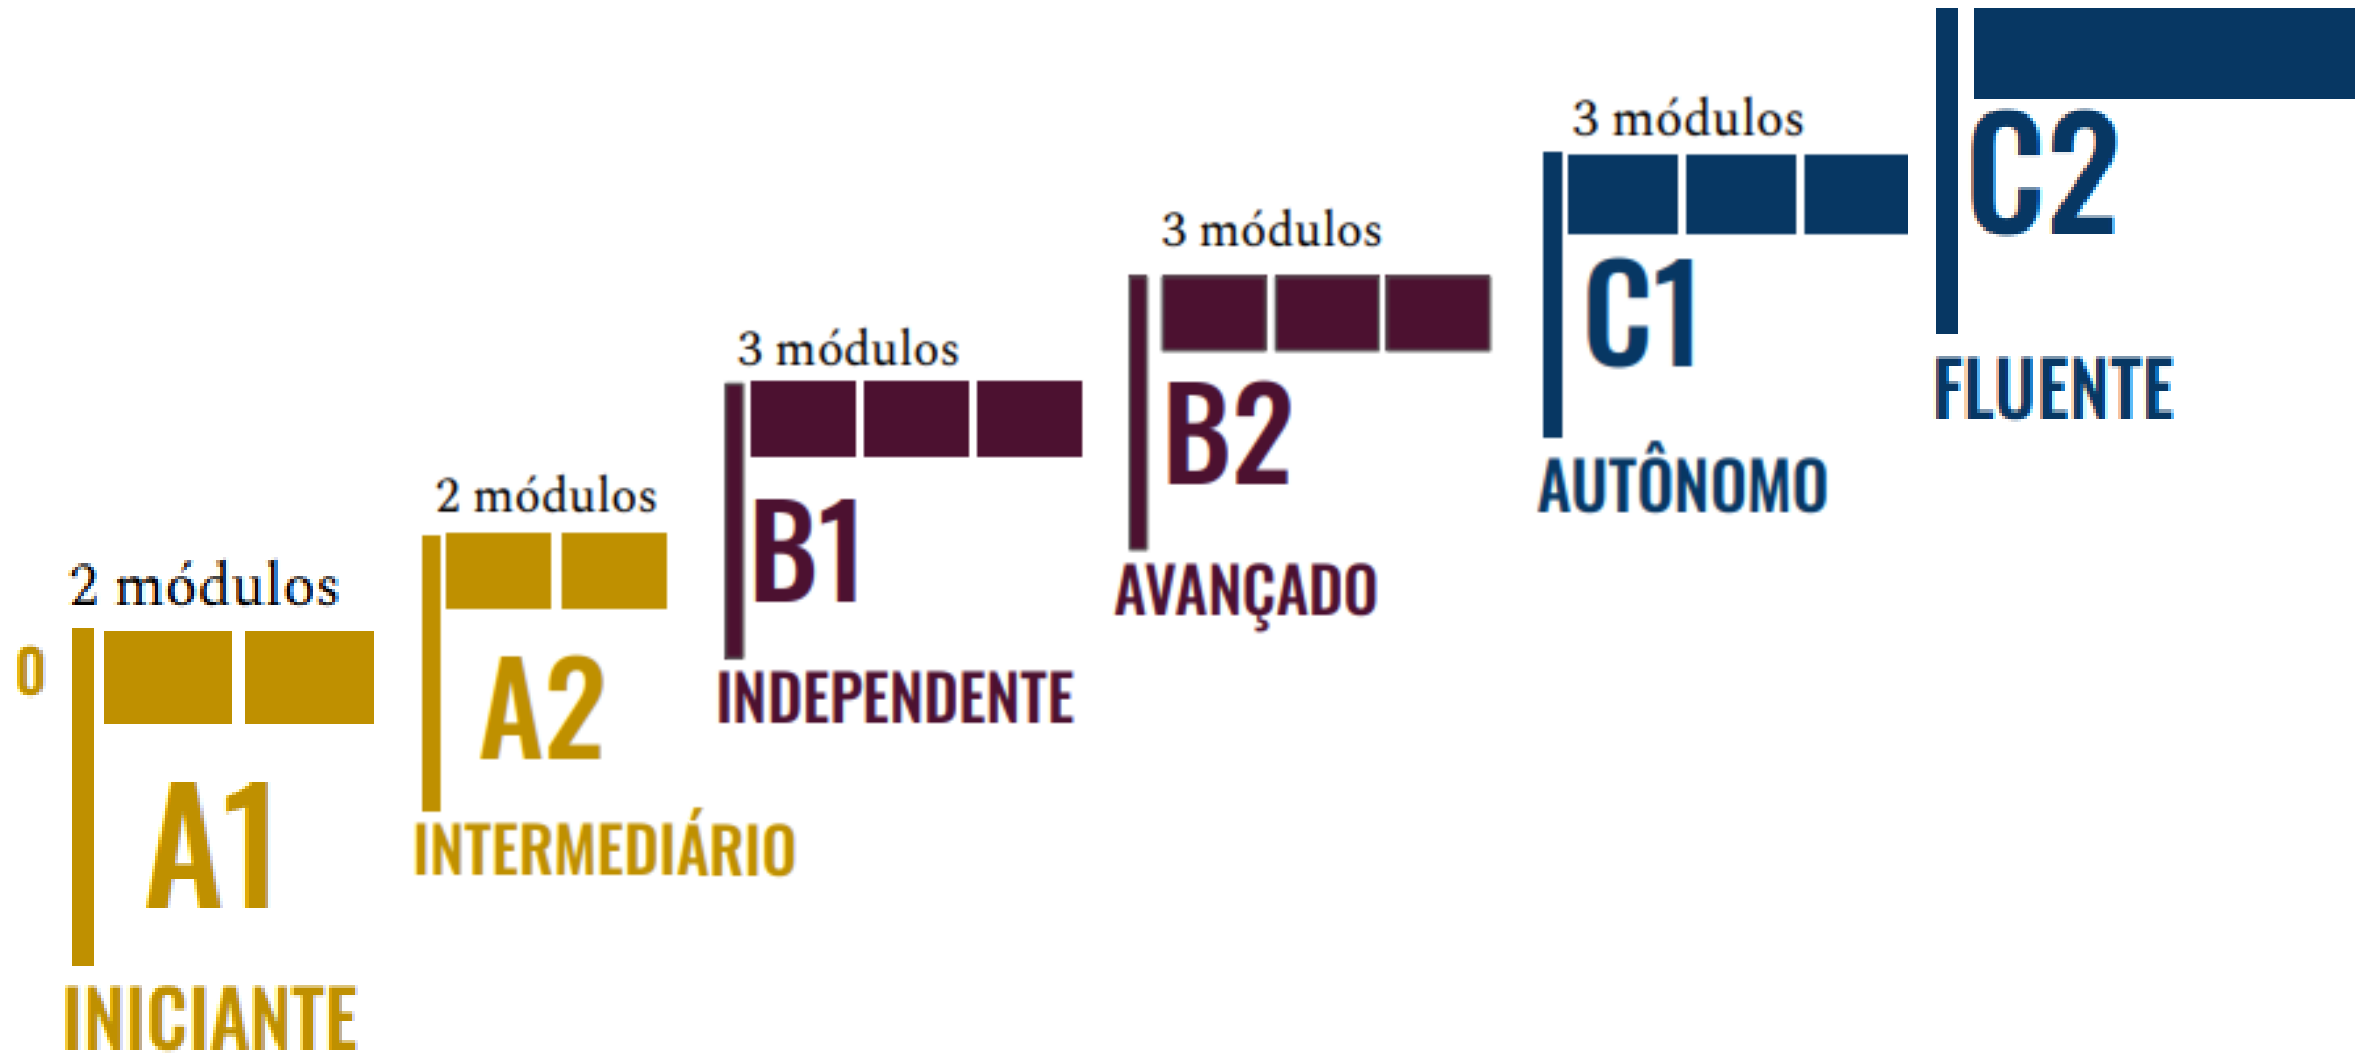 0
2 módulos
A1
INICIANTE
2 módulos
A2
INTERMEDIÁRIO
3 módulos
B1
INDEPENDENTE
3 módulos
B2
AVANÇADO
3 módulos
C1
AUTÔNOMO
C2
FLUENTE